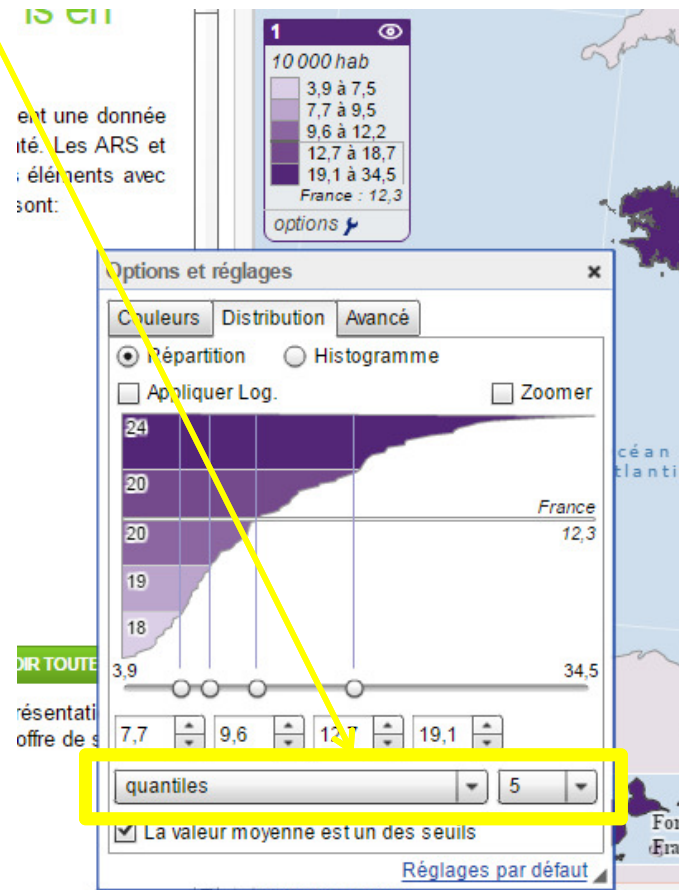 1
10 000 hab
3,9 à 7,5
7,7 à 9,5
9,6 à 12,2
12,7 à 18,7
19,1 à 34,5
France : 12,3
options
une donnée
Les ARS et
éléments avec
sont:
Options et réglages
Couleurs Distribution Avancé
Répartition Histogramme
Appliquer Log. Zoomer
24
20
France
20
12,3
19
18
3,9
34,5
7,7 9,6 19,1
quantiles 5
La valeur moyenne est un des seuils
Réglages par défaut